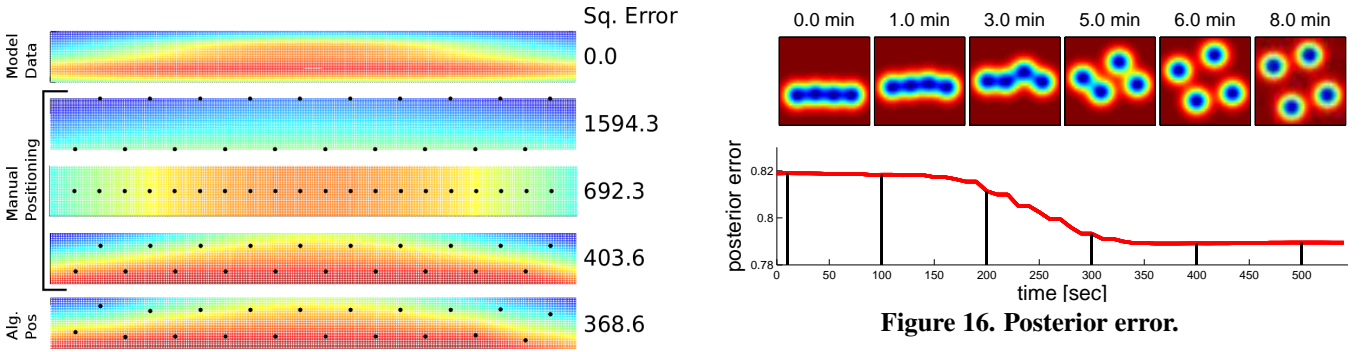 Sq. Error
Model
Data
0.0
Manual
Positioning
1594.3
692.3
403.6
Alg.
Pos
368.6
0.0 min 1.0 min 3.0 min 5.0 min 6.0 min 8.0 min
posterior error
0.82
0.8
0.78
0 50 100 150 200 250 300 350 400 450 500
time [sec]
Figure 16. Posterior error.